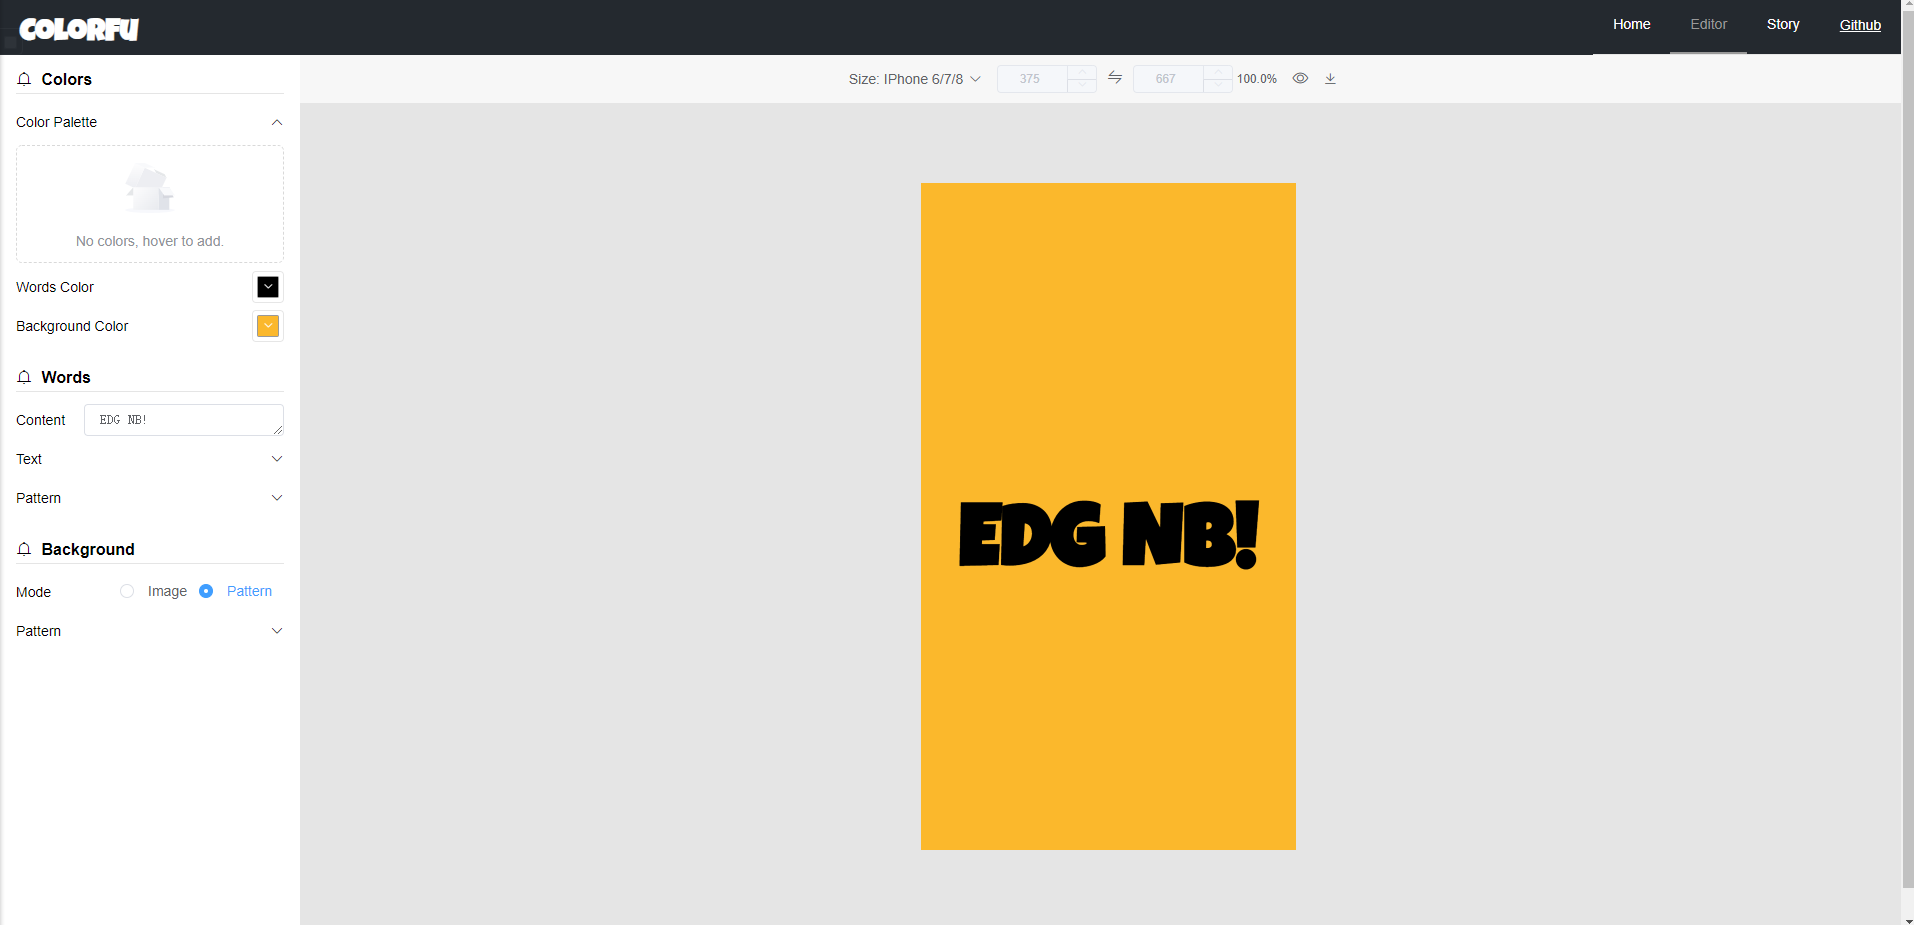 COLORFU
Home Editor Story Github
Size: IPhone 6/7/8 375 667 100.0%
Colors
Color Palette
No colors, hover to add.
Words Color
Background Color
Words
Content EDG NB!
Text
Pattern
Background
Mode Image Pattern
Pattern
EDG NB!